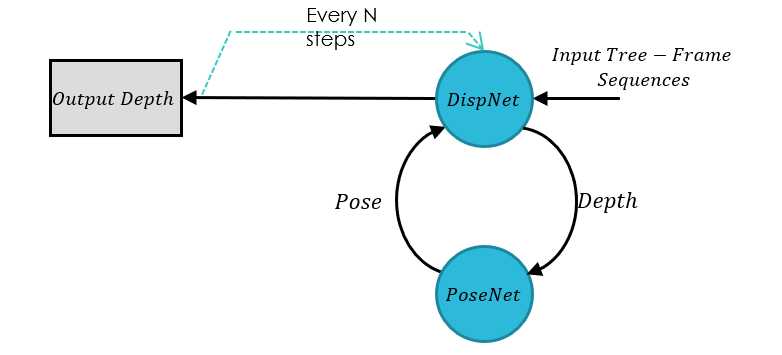 Every N
steps
Input Tree − Frame
Sequences
Output Depth
DispNet
Pose
Depth
PoseNet